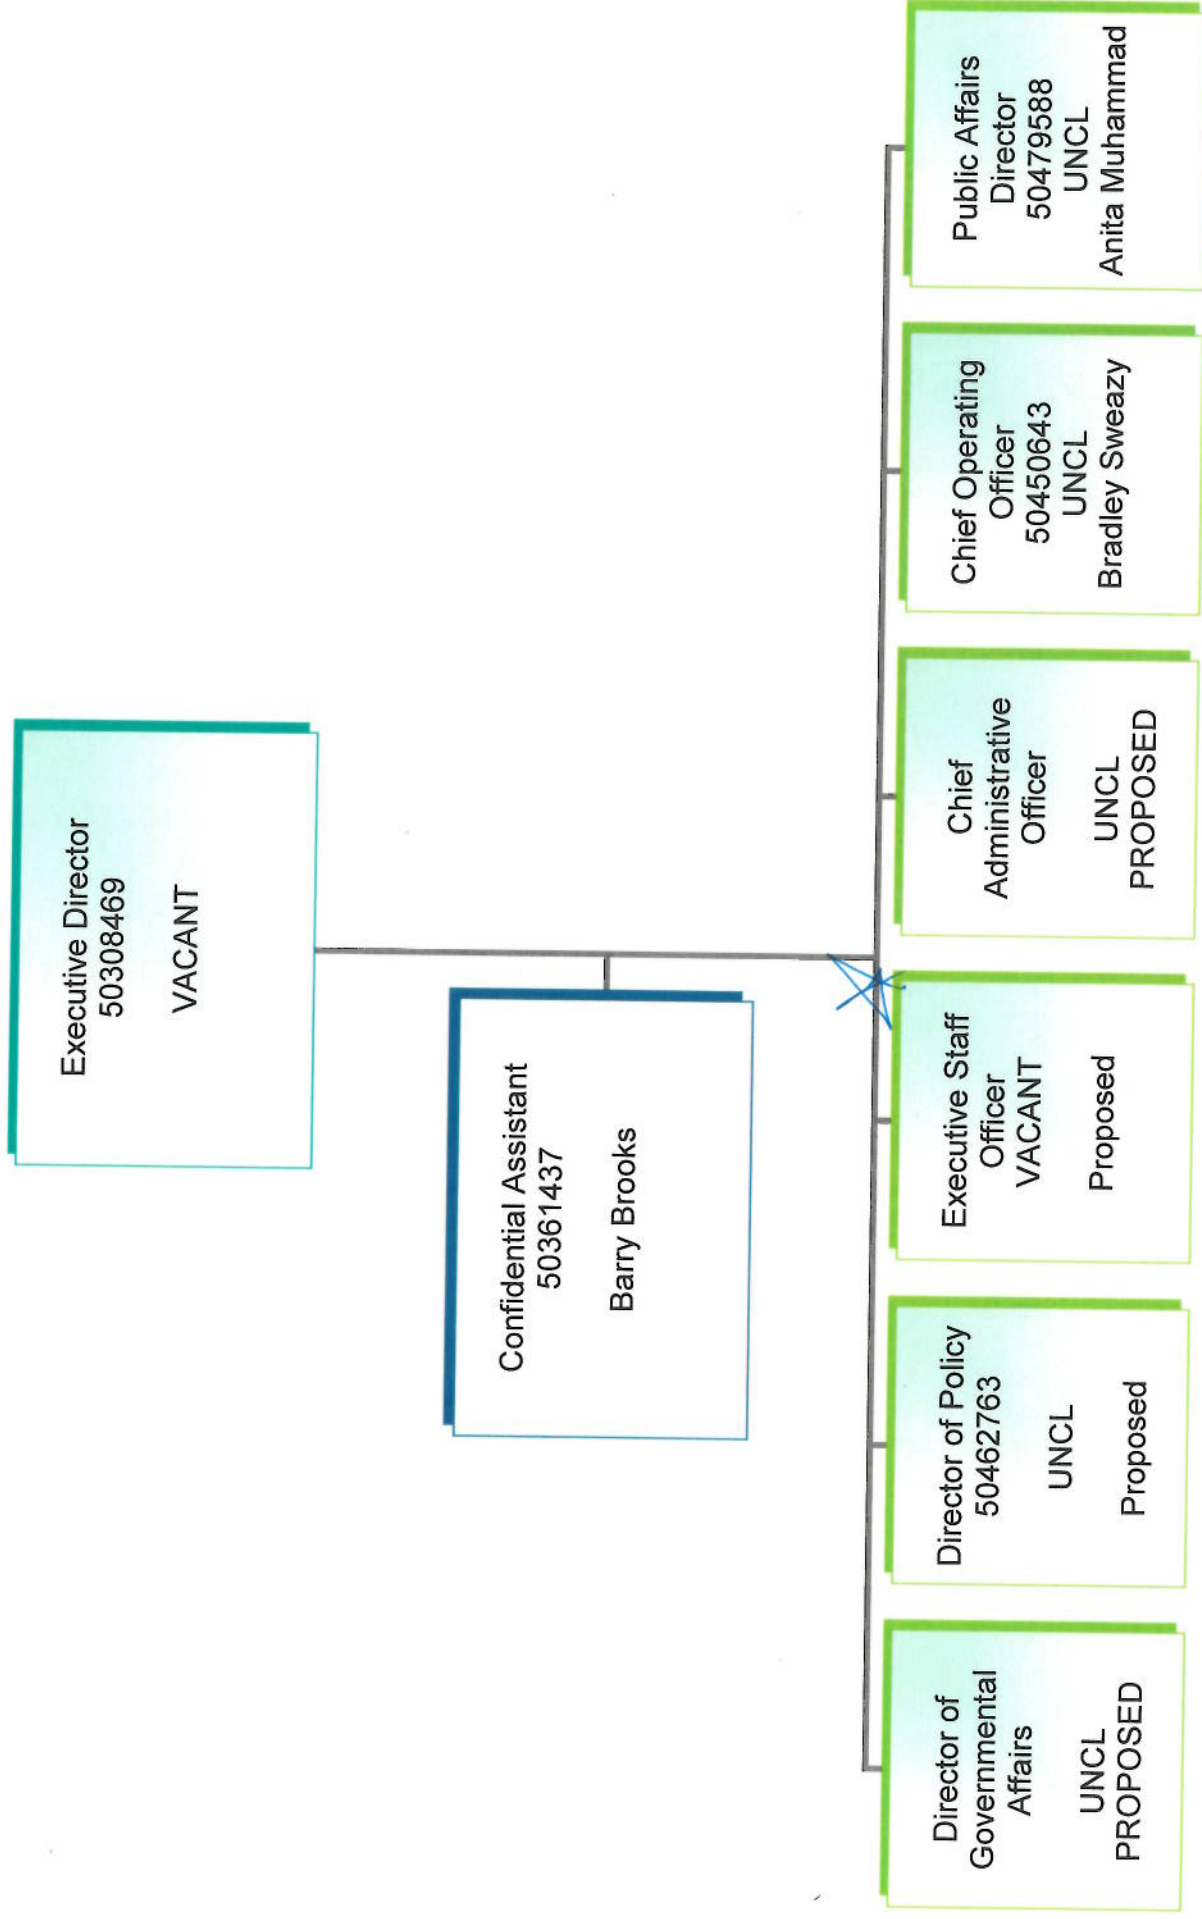 Executive Director
50308469
VACANT
Confidential Assistant
50361437
Barry Brooks
Director of
Governmental
Affairs
UNCL
PROPOSED
Director of Policy
50462763
UNCL
Proposed
Executive Staff
Officer
VACANT
Proposed
Chief
Administrative
Officer
UNCL
PROPOSED
Chief Operating
Officer
50450643
UNCL
Bradley Sweazy
Public Affairs
Director
50479588
UNCL
Anita Muhammad